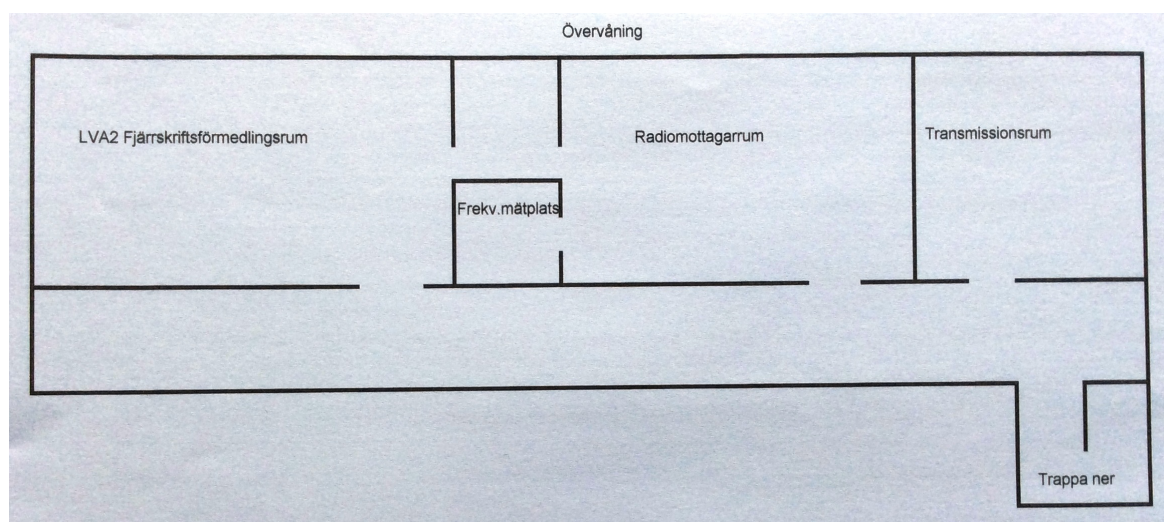 Övervåning
LVA2 Fjärrskriftsförmedlingsrum
Radiomottagarrum
Transmissionsrum
Frekv.mätplats
Trappa ner